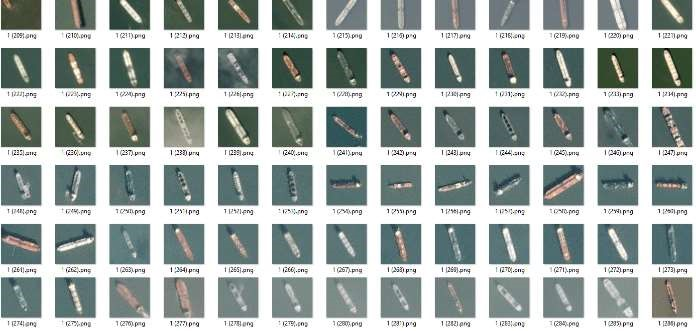 1 (209).png 1 (210).png 1 (211).png 1 (212).png 1 (213).png 1 (214).png 1 (215).png 1 (216).png 1 (217).png 1 (218).png 1 (219).png 1 (220).png 1 (221).png
1 (222).png 1 (223).png 1 (224).png 1 (225).png 1 (226).png 1 (227).png 1 (228).png 1 (229).png 1 (230).png 1 (231).png 1 (232).png 1 (233).png 1 (234).png
1 (235).png 1 (236).png 1 (237).png 1 (238).png 1 (239).png 1 (240).png 1 (241).png 1 (242).png 1 (243).png 1 (244).png 1 (245).png 1 (246).png 1 (247).png
1 (248).png 1 (249).png 1 (250).png 1 (251).png 1 (252).png 1 (253).png 1 (254).png 1 (255).png 1 (256).png 1 (257).png 1 (258).png 1 (259).png 1 (260).png
1 (261).png 1 (262).png 1 (263).png 1 (264).png 1 (265).png 1 (266).png 1 (267).png 1 (268).png 1 (269).png 1 (270).png 1 (271).png 1 (272).png 1 (273).png
1 (274).png 1 (275).png 1 (276).png 1 (277).png 1 (278).png 1 (279).png 1 (280).png 1 (281).png 1 (282).png 1 (283).png 1 (284).png 1 (285).png 1 (286).png